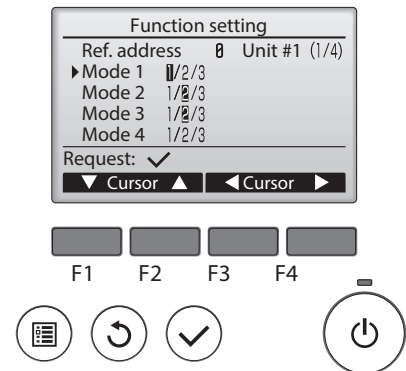 Function setting
Ref. address 0 Unit #1 (1/4)
▶Mode 1 1/2/3
Mode 2 1/2/3
Mode 3 1/2/3
Mode 4 1/2/3
Request: ✓
▼ Cursor ▲ ◀ Cursor ▶
F1 F2 F3 F4